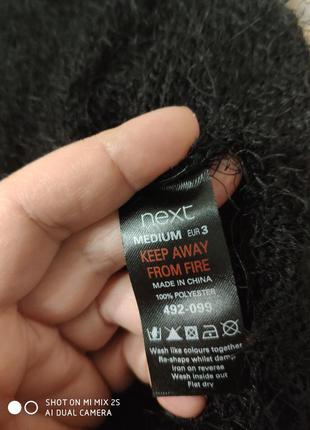 next
MEDIUM EUR 3
KEEP AWAY
FROM FIRE
MADE IN CHINA
100% POLYESTER
492-099
Wash like colours together
Re-shape whilst damp
Iron on reverse
Wash inside out
Flat dry
SHOT ON MI MIX 2S
AI DUAL CAMERA